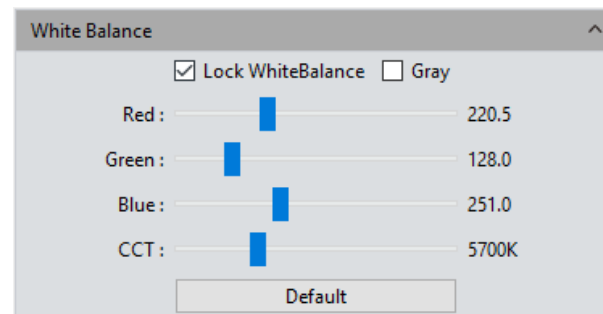 White Balance
Lock WhiteBalance Gray
Red : 220.5
Green : 128.0
Blue : 251.0
CCT : 5700K
Default